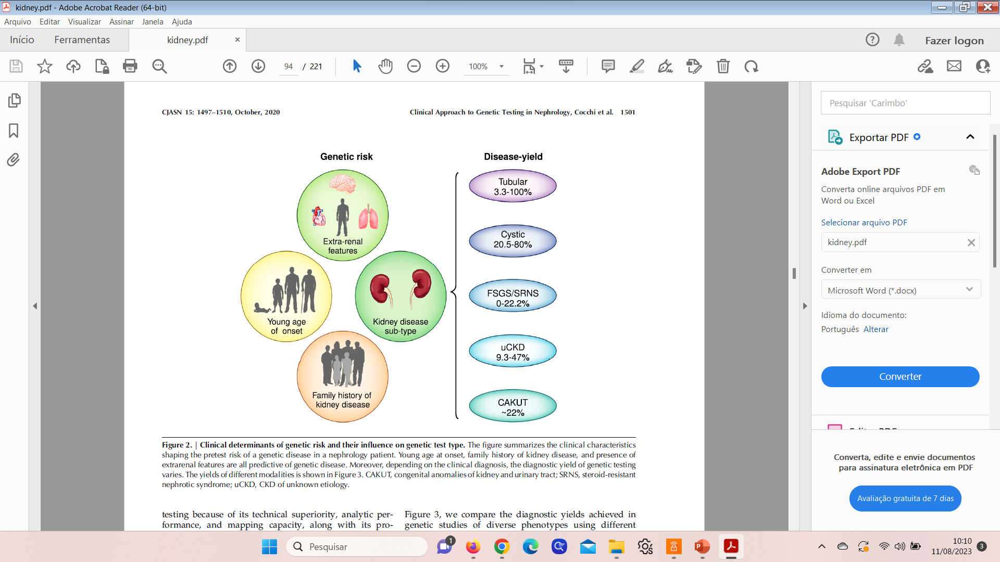 kidney.pdf - Adobe Acrobat Reader (64-bit)
Arquivo Editar Visualizar Assinar Janela Ajuda
Início Ferramentas kidney.pdf × Fazer logon
94 / 221 100%
CJASN 15: 1497–1510, October, 2020
Clinical Approach to Genetic Testing in Nephrology, Cocchi et al. 1501
Genetic risk
Extra-renal
features
Young age
of onset
Kidney disease
sub-type
Family history of
kidney disease
Disease-yield
Tubular
3.3-100%
Cystic
20.5-80%
FSGS/SRNS
0-22.2%
uCKD
9.3-47%
CAKUT
~22%
Figure 2. | Clinical determinants of genetic risk and their influence on genetic test type. The figure summarizes the clinical characteristics
shaping the pretest risk of a genetic disease in a nephrology patient. Young age at onset, family history of kidney disease, and presence of
extrarenal features are all predictive of genetic disease. Moreover, depending on the clinical diagnosis, the diagnostic yield of genetic testing
varies. The yields of different modalities is shown in Figure 3. CAKUT, congenital anomalies of kidney and urinary tract; SRNS, steroid-resistant
nephrotic syndrome; uCKD, CKD of unknown etiology.
testing because of its technical superiority, analytic per-
formance, and mapping capacity, along with its pro-
Figure 3, we compare the diagnostic yields achieved in
genetic studies of diverse phenotypes using different
Pesquisar 'Carimbo'
Exportar PDF
Adobe Export PDF
Converta online arquivos PDF em
Word ou Excel
Selecionar arquivo PDF
kidney.pdf
Converter em
Microsoft Word (*.docx)
Idioma do documento:
Português Alterar
Converter
Converta, edite e envie documentos
para assinatura eletrônica em PDF
Avaliação gratuita de 7 dias
Pesquisar
1
10:10
11/08/2023
3